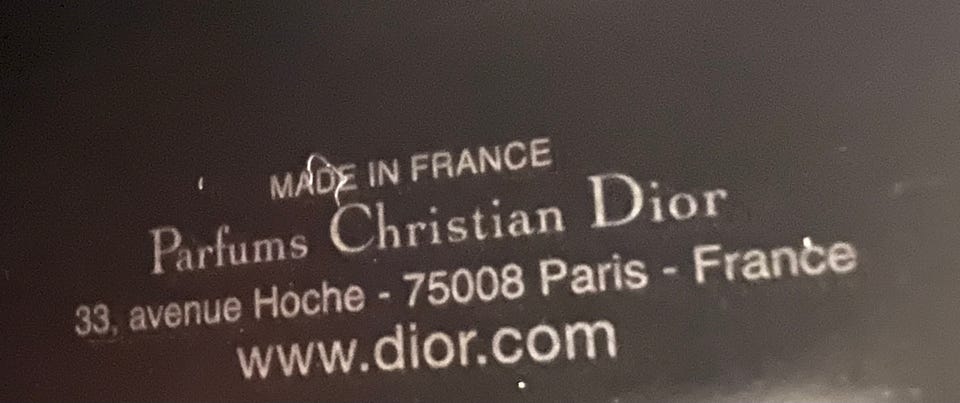 MADE IN FRANCE
Parfums Christian Dior
33, avenue Hoche - 75008 Paris - France
www.dior.com